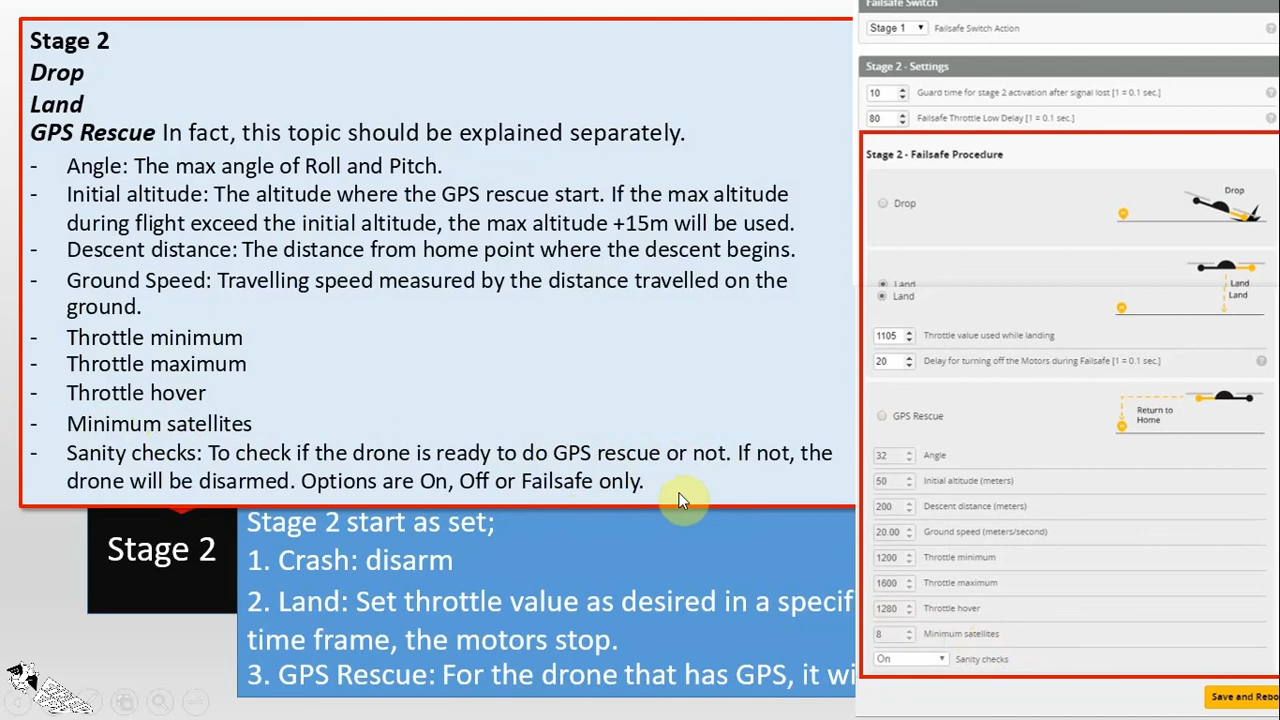 Stage 2
Drop
Land
GPS Rescue In fact, this topic should be explained separately.
- Angle: The max angle of Roll and Pitch.
- Initial altitude: The altitude where the GPS rescue start. If the max altitude
during flight exceed the initial altitude, the max altitude +15m will be used.
- Descent distance: The distance from home point where the descent begins.
- Ground Speed: Travelling speed measured by the distance travelled on the
ground.
- Throttle minimum
- Throttle maximum
- Throttle hover
- Minimum satellites
- Sanity checks: To check if the drone is ready to do GPS rescue or not. If not, the
drone will be disarmed. Options are On, Off or Failsafe only.
Stage 2
Stage 2 start as set;
1. Crash: disarm
2. Land: Set throttle value as desired in a specif
time frame, the motors stop.
3. GPS Rescue: For the drone that has GPS, it wi
Failsafe Switch
Stage 1 Failsafe Switch Action
Stage 2 - Settings
10 Guard time for stage 2 activation after signal lost [1 = 0.1 sec.]
80 Failsafe Throttle Low Delay [1 = 0.1 sec.]
Stage 2 - Failsafe Procedure
Drop
Drop
Land
Land
Land
Land
1105 Throttle value used while landing
20 Delay for turning off the Motors during Failsafe [1 = 0.1 sec.]
GPS Rescue
Return to
Home
32 Angle
50 Initial altitude (meters)
200 Descent distance (meters)
20.00 Ground speed (meters/second)
1200 Throttle minimum
1600 Throttle maximum
1280 Throttle hover
8 Minimum satellites
On Sanity checks
Save and Rebo